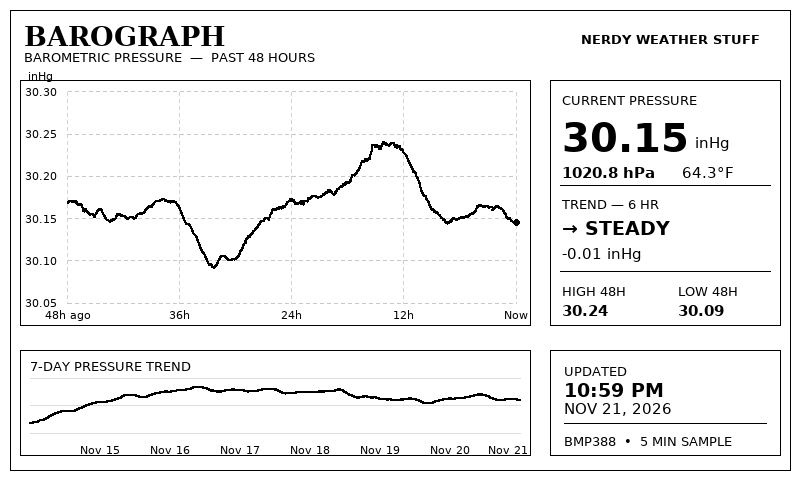 BAROGRAPH
BAROMETRIC PRESSURE — PAST 48 HOURS
NERDY WEATHER STUFF
inHg
30.30
30.25
30.20
30.15
30.10
30.05
48h ago 36h 24h 12h Now
CURRENT PRESSURE
30.15 inHg
1020.8 hPa 64.3°F
TREND — 6 HR
→ STEADY
-0.01 inHg
HIGH 48H LOW 48H
30.24 30.09
7-DAY PRESSURE TREND
Nov 15 Nov 16 Nov 17 Nov 18 Nov 19 Nov 20 Nov 21
UPDATED
10:59 PM
NOV 21, 2026
BMP388 • 5 MIN SAMPLE